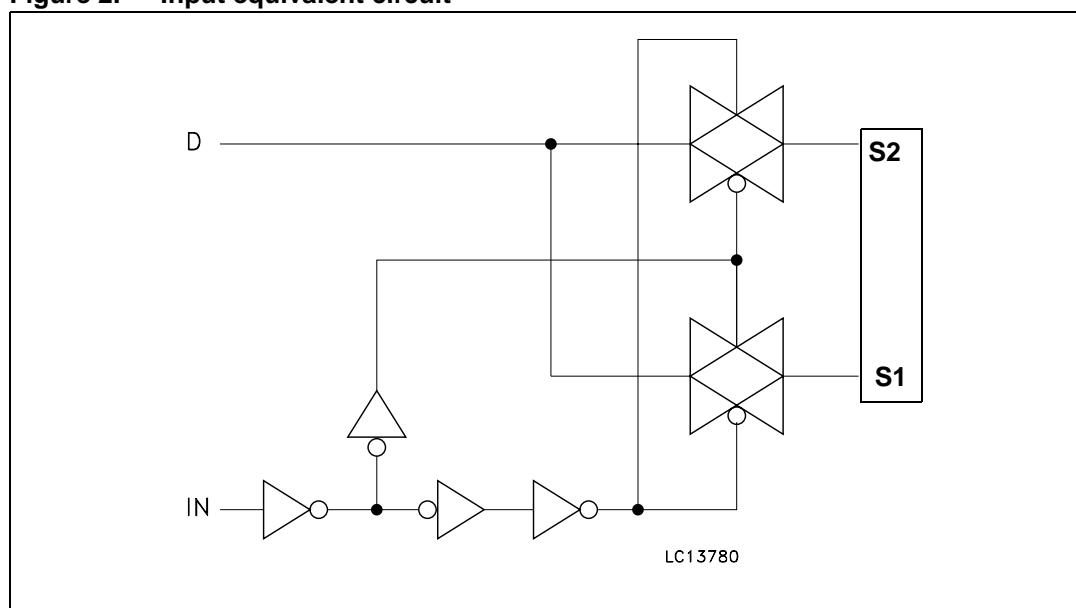 Figure 2. Input equivalent circuit
D
S2
S1
IN
LC13780